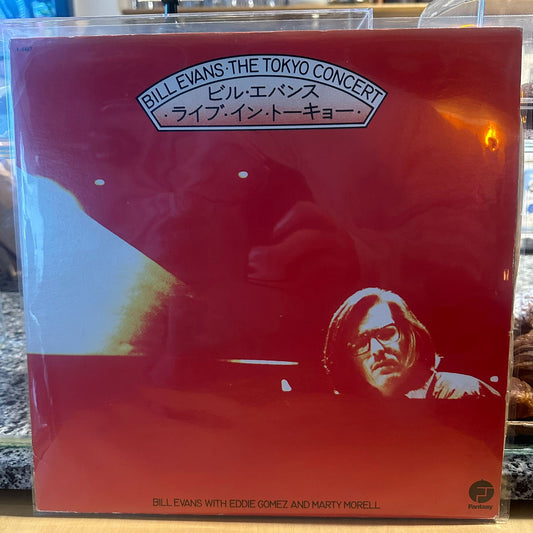 BILL EVANS · THE TOKYO CONCERT
ビル・エバンス
・ライブ・イン・トーキョー・
BILL EVANS WITH EDDIE GOMEZ AND MARTY MORELL
Fantasy